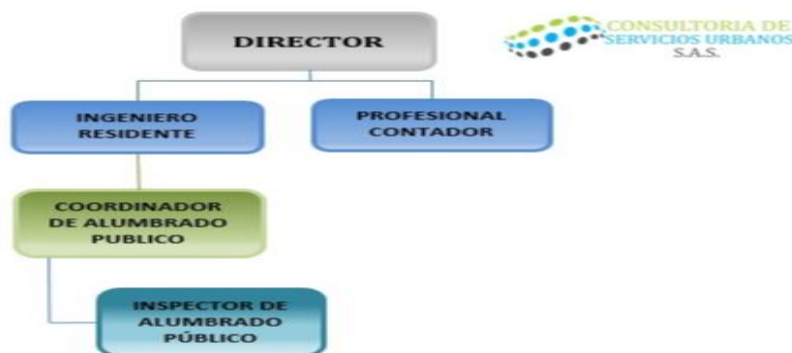 DIRECTOR
CONSULTORIA DE
SERVICIOS URBANOS
S.A.S.
INGENIERO
RESIDENTE
PROFESIONAL
CONTADOR
COORDINADOR
DE ALUMBRADO
PUBLICO
INSPECTOR DE
ALUMBRADO
PÚBLICO